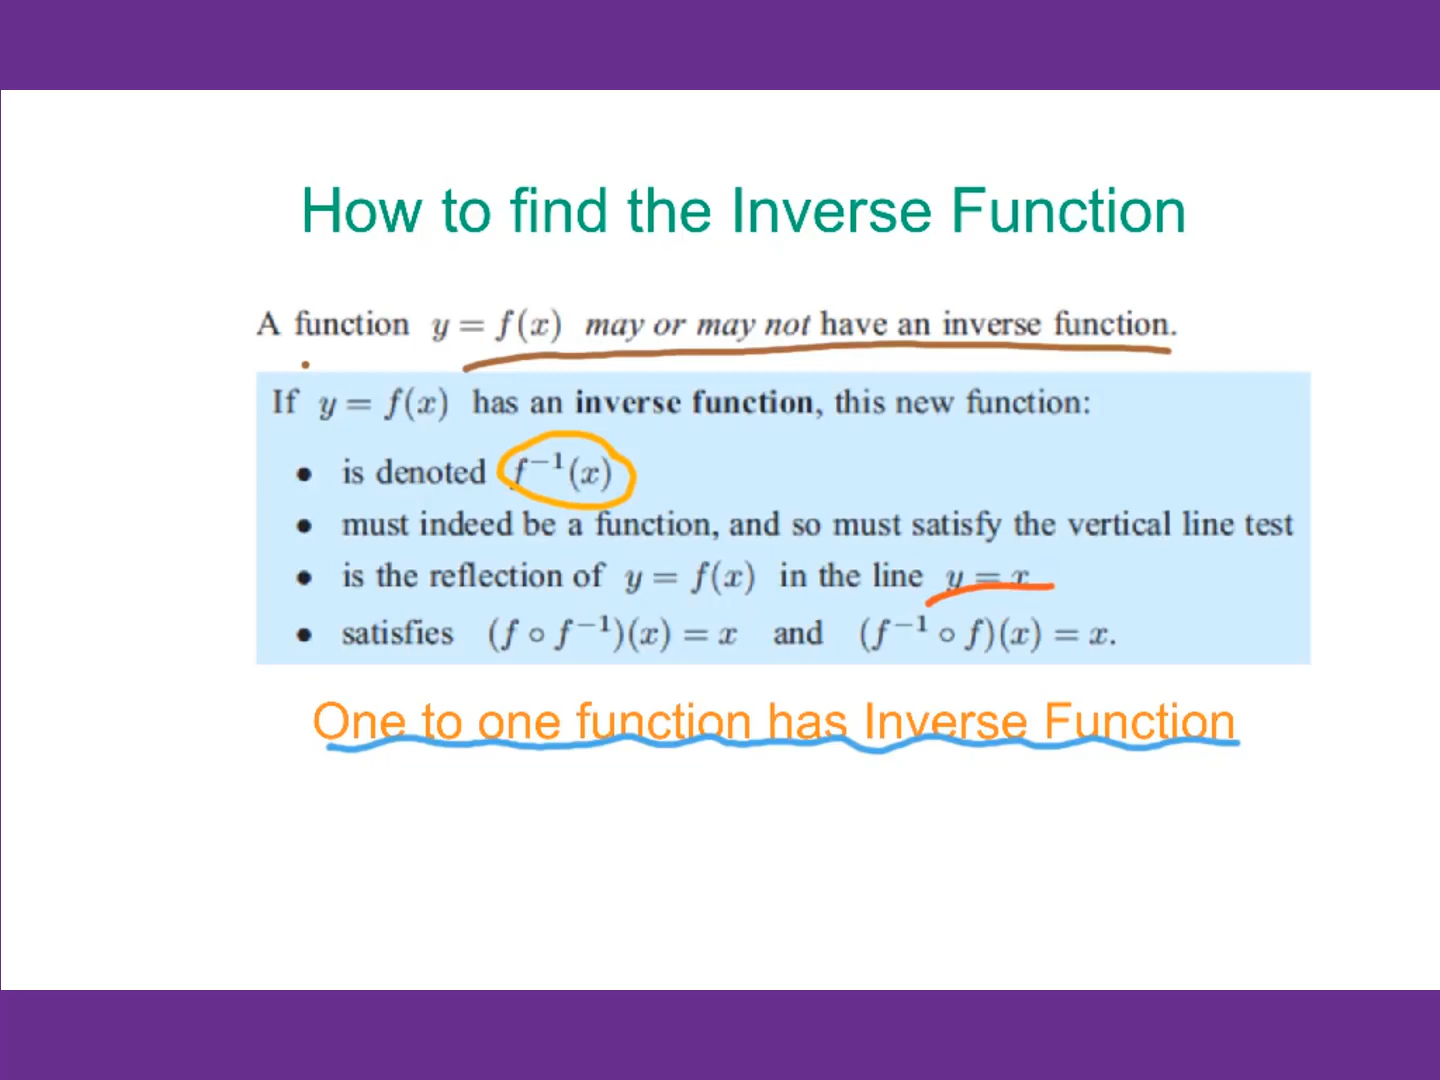 How to find the Inverse Function
A function y = f(x) may or may not have an inverse function.
If y = f(x) has an inverse function, this new function:
• is denoted f⁻¹(x)
• must indeed be a function, and so must satisfy the vertical line test
• is the reflection of y = f(x) in the line y = x
• satisfies (f ∘ f⁻¹)(x) = x and (f⁻¹ ∘ f)(x) = x.
One to one function has Inverse Function